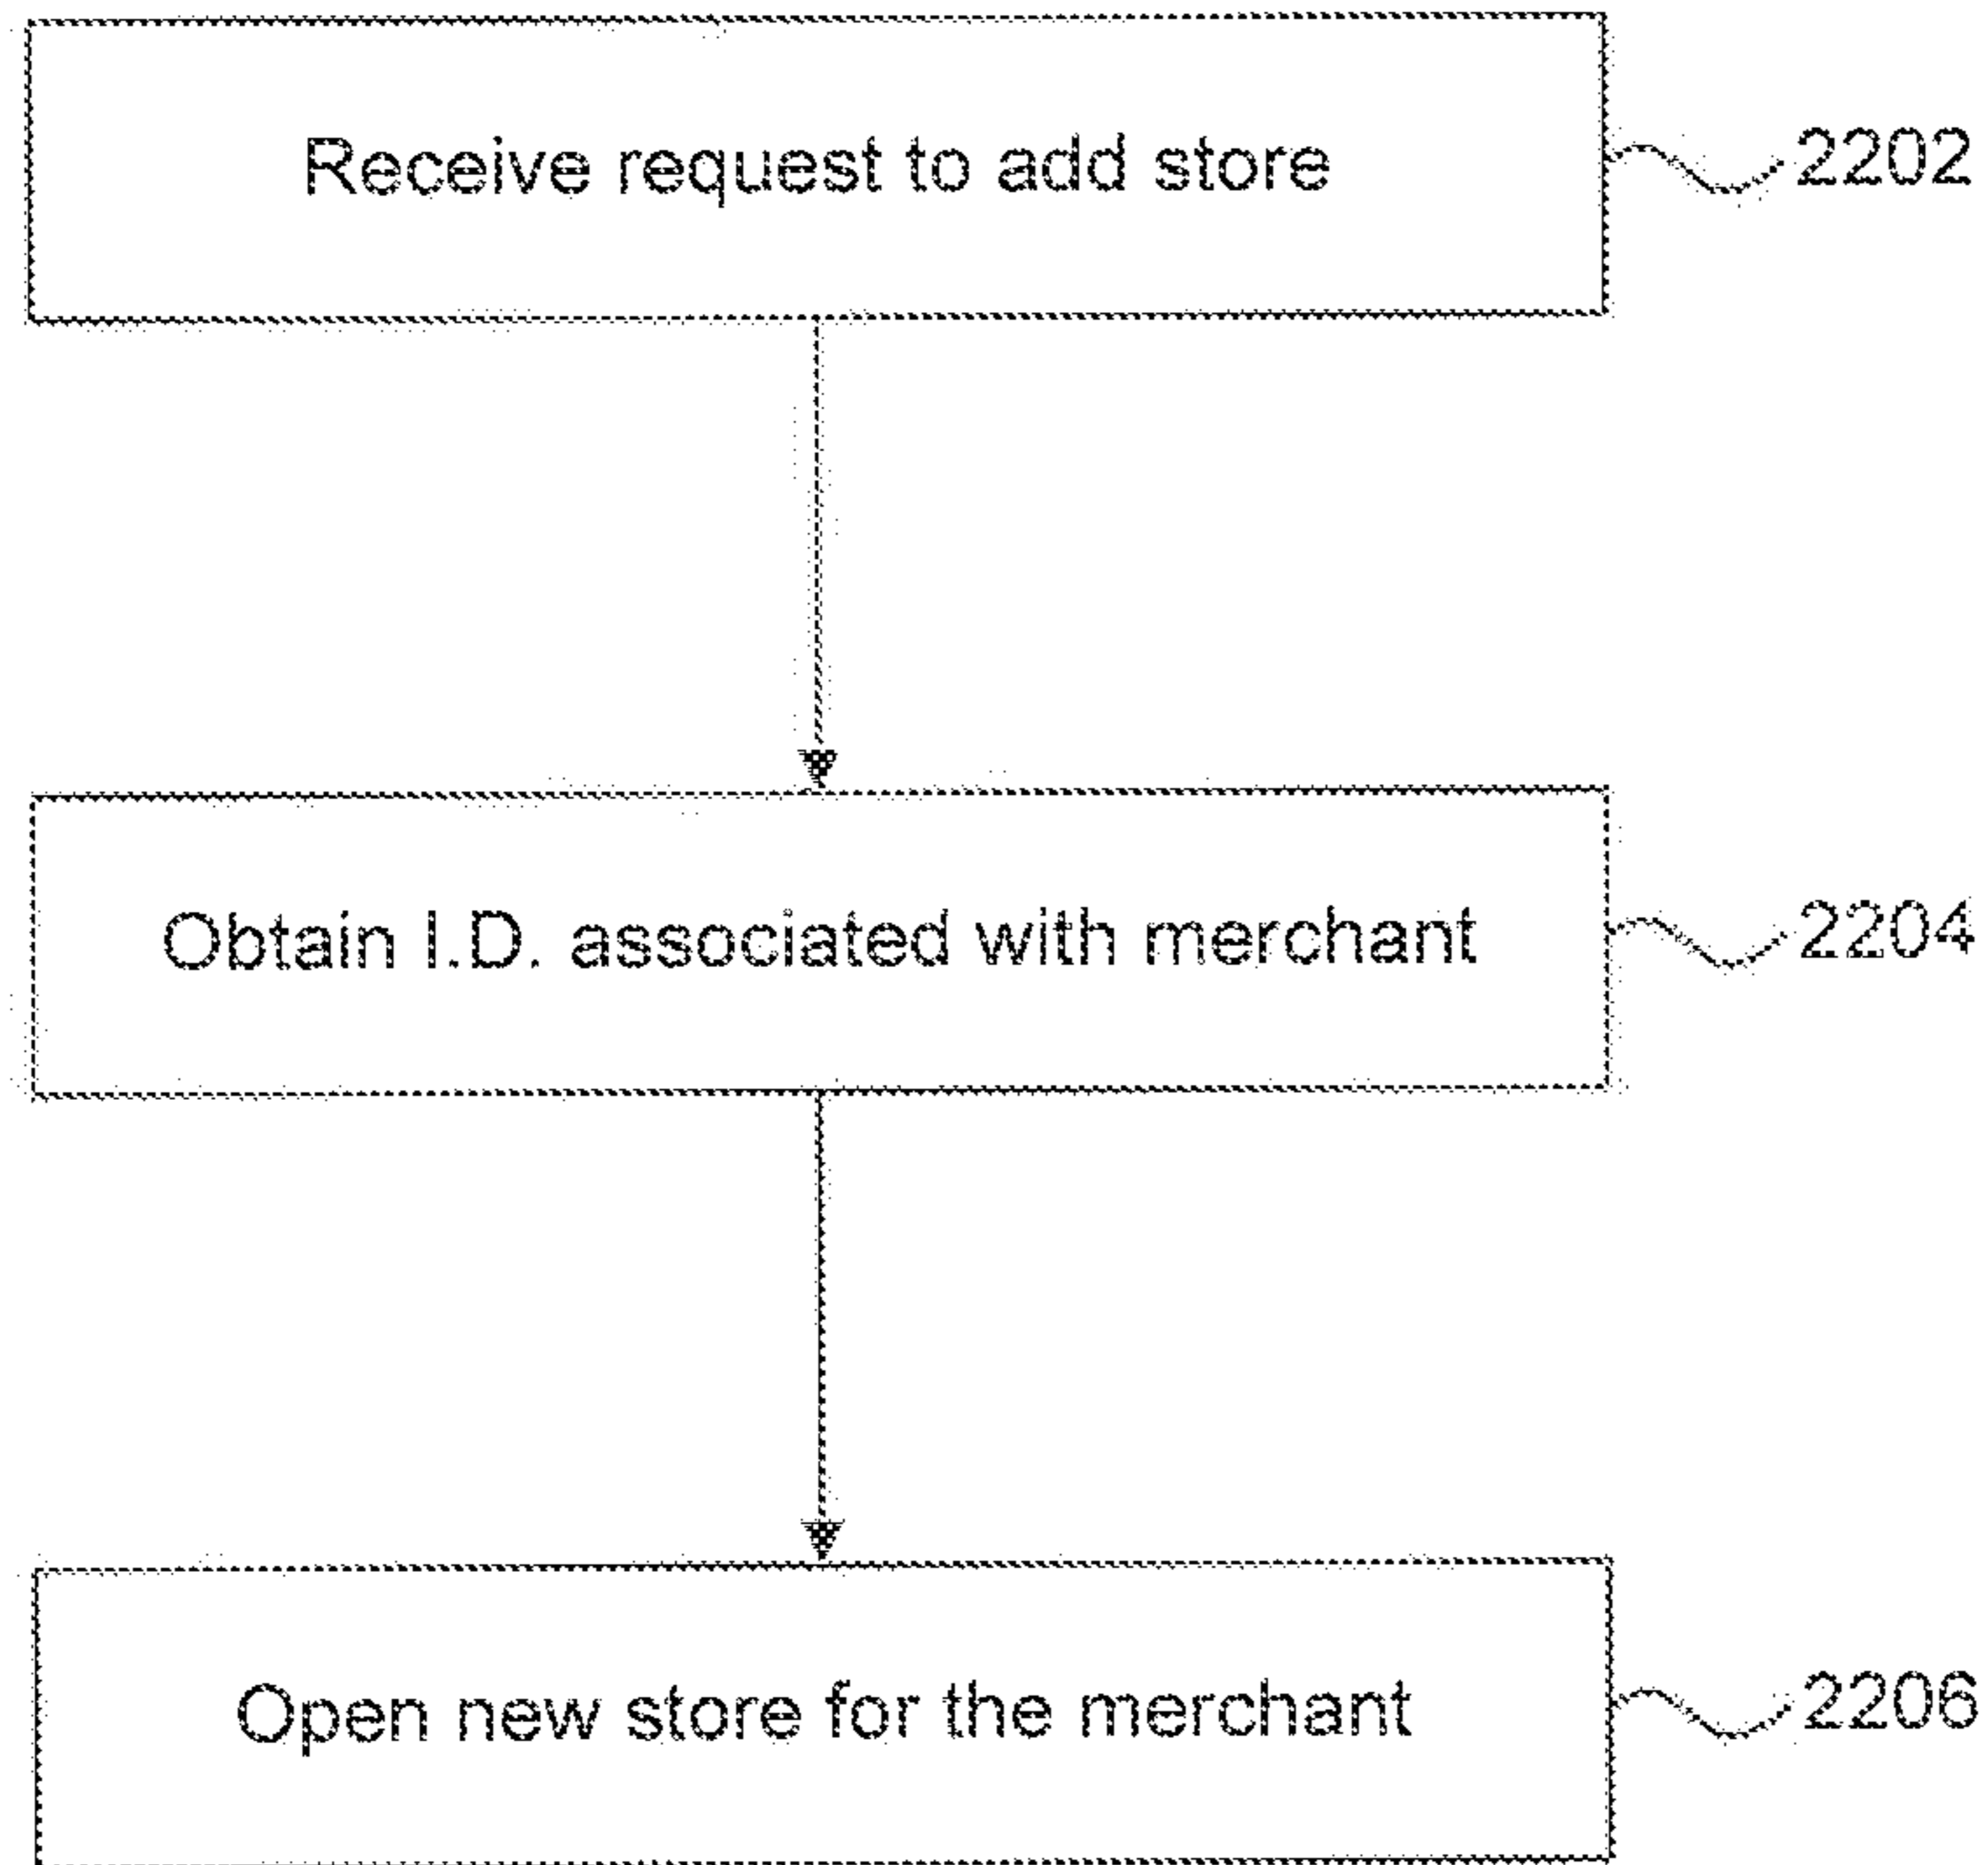 Receive request to add store
2202
Obtain I.D. associated with merchant
2204
Open new store for the merchant
2206